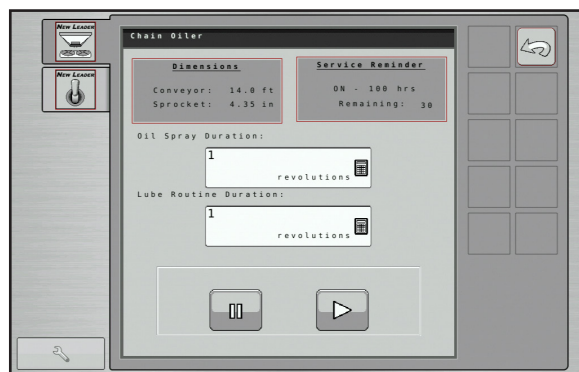 NEW LEADER
NEW LEADER
Chain Oiler
Dimensions
Conveyor: 14.0 ft
Sprocket: 4.35 in
Service Reminder
ON - 100 hrs
Remaining: 30
Oil Spray Duration:
1
revolutions
Lube Routine Duration:
1
revolutions